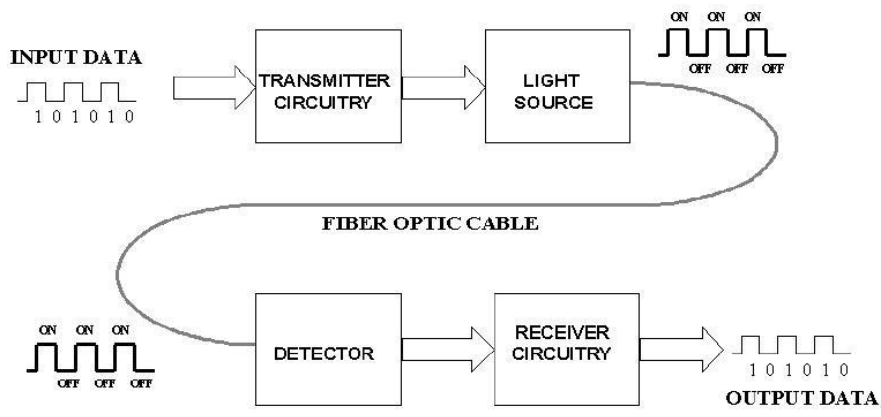 ON ON ON
INPUT DATA
OFF OFF OFF
1 0 1 0 1 0
TRANSMITTER
CIRCUITRY
LIGHT
SOURCE
FIBER OPTIC CABLE
ON ON ON
OFF OFF OFF
DETECTOR
RECEIVER
CIRCUITRY
1 0 1 0 1 0
OUTPUT DATA